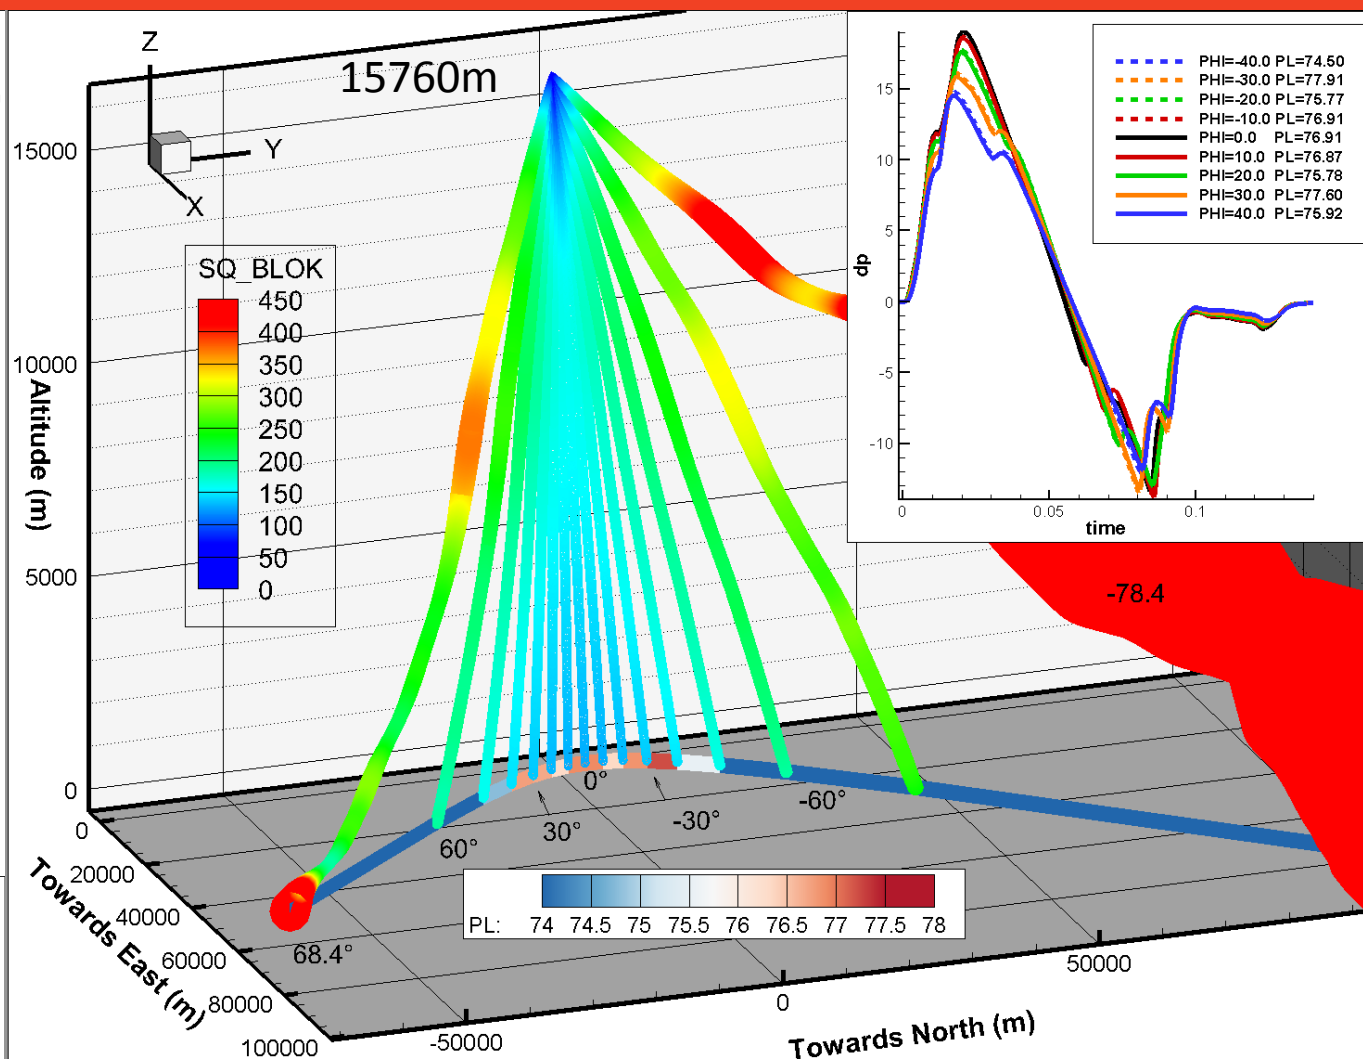 15760m
Z
Y
X
SQ_BLOK
450
400
350
300
250
200
150
100
50
0
Altitude (m)
15000
10000
5000
0
dp
15
10
5
0
-5
-10
0
0.05
0.1
time
PHI=-40.0 PL=74.50
PHI=-30.0 PL=77.91
PHI=-20.0 PL=75.77
PHI=-10.0 PL=76.91
PHI=0.0 PL=76.91
PHI=10.0 PL=76.87
PHI=20.0 PL=75.78
PHI=30.0 PL=77.60
PHI=40.0 PL=75.92
-78.4
0°
-60°
-30°
30°
60°
68.4°
PL: 74 74.5 75 75.5 76 76.5 77 77.5 78
0
20000
40000
60000
80000
100000
Towards East (m)
-50000
0
50000
Towards North (m)